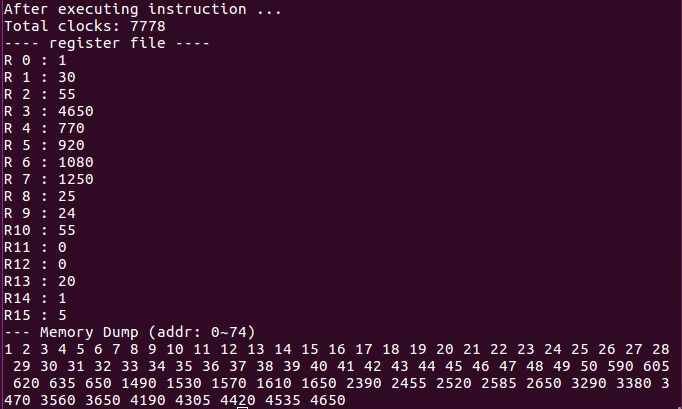 After executing instruction ...
Total clocks: 7778
---- register file ----
R 0 : 1
R 1 : 30
R 2 : 55
R 3 : 4650
R 4 : 770
R 5 : 920
R 6 : 1080
R 7 : 1250
R 8 : 25
R 9 : 24
R10 : 55
R11 : 0
R12 : 0
R13 : 20
R14 : 1
R15 : 5
--- Memory Dump (addr: 0~74)
1 2 3 4 5 6 7 8 9 10 11 12 13 14 15 16 17 18 19 20 21 22 23 24 25 26 27 28
29 30 31 32 33 34 35 36 37 38 39 40 41 42 43 44 45 46 47 48 49 50 590 605
620 635 650 1490 1530 1570 1610 1650 2390 2455 2520 2585 2650 3290 3380 3
470 3560 3650 4190 4305 4420 4535 4650